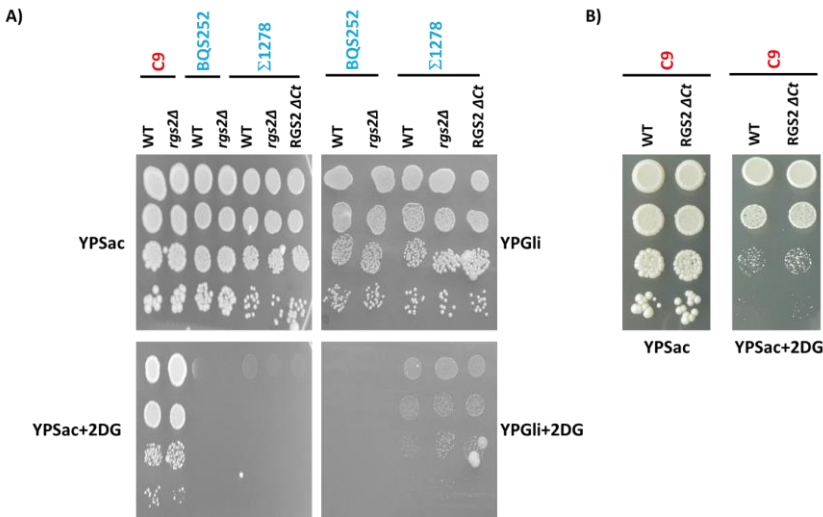 A)
C9
BQS252
Σ1278
BQS252
Σ1278
WT
rgs2Δ
WT
rgs2Δ
WT
rgs2Δ
RGS2 ΔCt
WT
rgs2Δ
WT
rgs2Δ
RGS2 ΔCt
YPSac
YPGli
YPSac+2DG
YPGli+2DG
B)
C9
C9
WT
RGS2 ΔCt
WT
RGS2 ΔCt
YPSac
YPSac+2DG